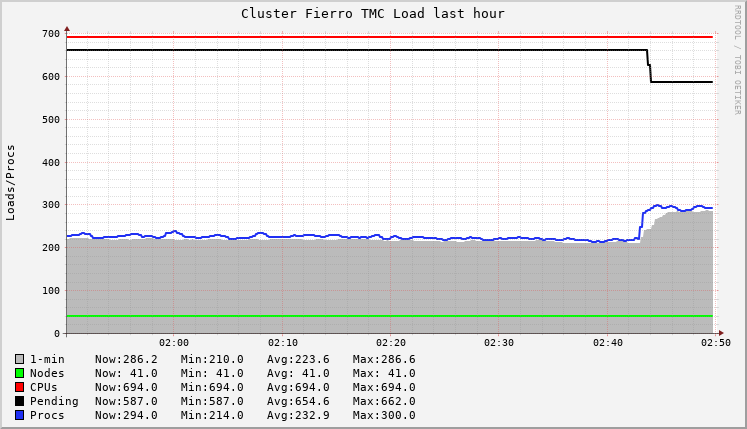 Cluster Fierro TMC Load last hour
RRDTOOL / TOBI OETIKER
Loads/Procs
700
600
500
400
300
200
100
0
02:00 02:10 02:20 02:30 02:40 02:50
1-min Now:286.2 Min:210.0 Avg:223.6 Max:286.6
Nodes Now: 41.0 Min: 41.0 Avg: 41.0 Max: 41.0
CPUs Now:694.0 Min:694.0 Avg:694.0 Max:694.0
Pending Now:587.0 Min:587.0 Avg:654.6 Max:662.0
Procs Now:294.0 Min:214.0 Avg:232.9 Max:300.0